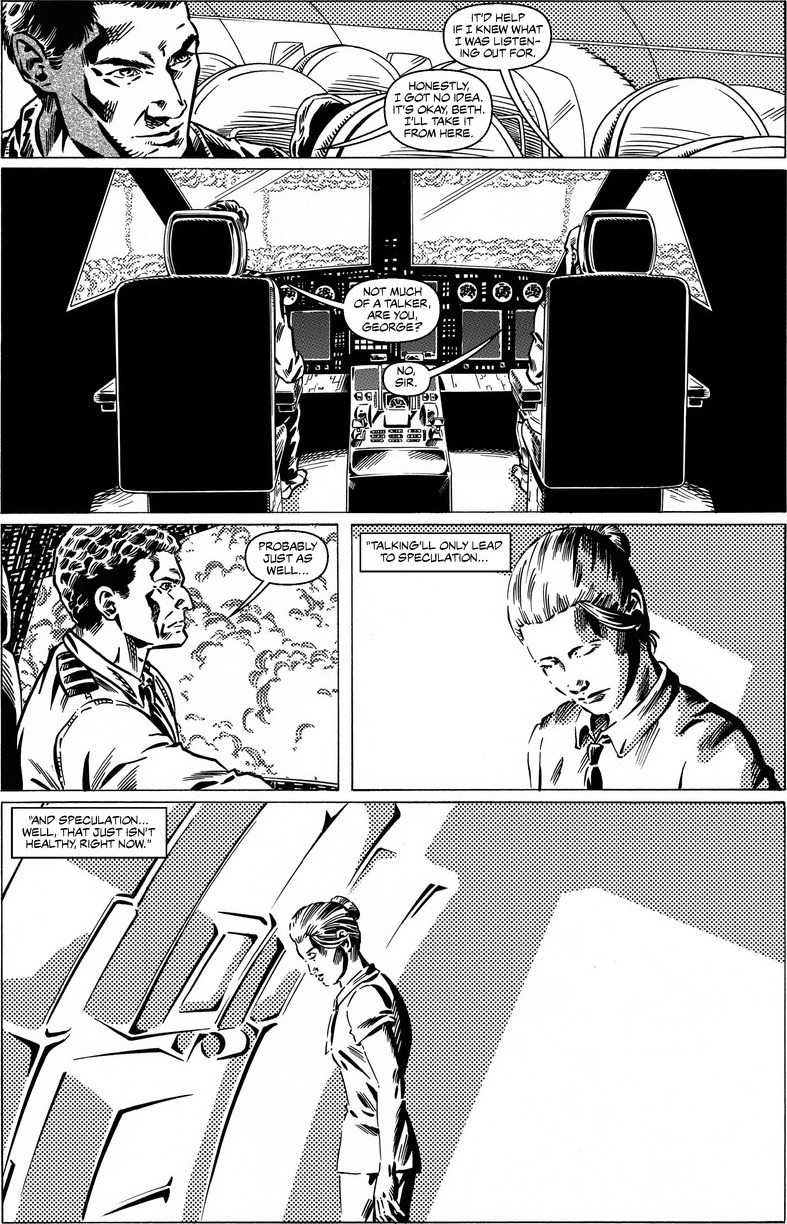 IT'D HELP
IF I KNEW WHAT
I WAS LISTEN-
ING OUT FOR.
HONESTLY,
I GOT NO IDEA.
IT'S OKAY, BETH.
I'LL TAKE IT
FROM HERE.
NOT MUCH
OF A TALKER,
ARE YOU,
GEORGE?
NO,
SIR.
PROBABLY
JUST AS
WELL...
"TALKING'LL ONLY LEAD
TO SPECULATION...
"AND SPECULATION...
WELL, THAT JUST ISN'T
HEALTHY, RIGHT NOW."